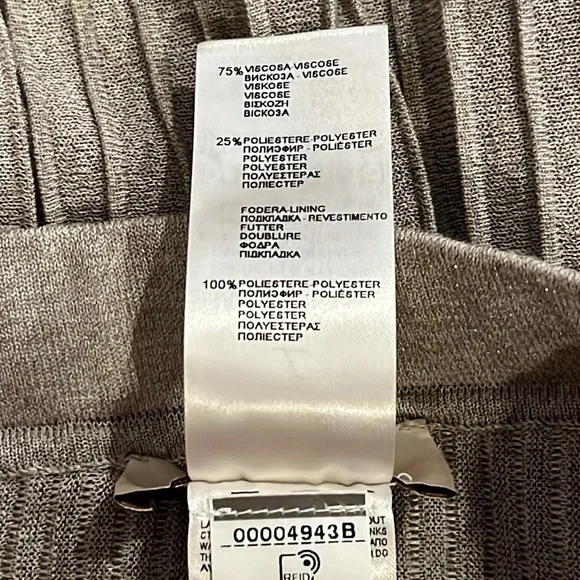 75% VISCOSA-VISCOSE
ВИСКОЗА - VISCOSE
VISKOSE
VISCOSE
ΒΙΣΚΟΖΗ
ВІСКОЗА
25% POLIESTERE-POLYESTER
ПОЛИЭФИР - POLIÉSTER
POLYESTER
POLYESTER
ΠΟΛΥΕΣΤΕΡΑΣ
ПОЛІЕСТЕР
FODERA-LINING
ПОДКЛАДКА - REVESTIMENTO
FUTTER
DOUBLURE
ΦΟΔΡΑ
ПІДКЛАДКА
100% POLIESTERE-POLYESTER
ПОЛИЭФИР - POLIÉSTER
POLYESTER
POLYESTER
ΠΟΛΥΕΣΤΕΡΑΣ
ПОЛІЕСТЕР
00004943B
RFID